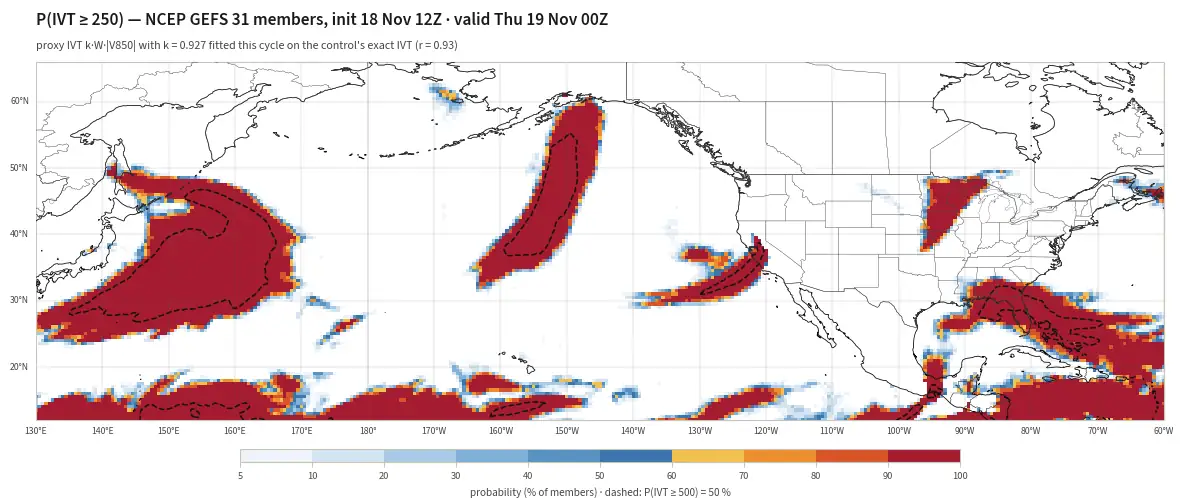 P(IVT ≥ 250) — NCEP GEFS 31 members, init 18 Nov 12Z · valid Thu 19 Nov 00Z
proxy IVT k·W·|V850| with k = 0.927 fitted this cycle on the control's exact IVT (r = 0.93)
60°N
50°N
40°N
30°N
20°N
130°E 140°E 150°E 160°E 170°E 180° 170°W 160°W 150°W 140°W 130°W 120°W 110°W 100°W 90°W 80°W 70°W 60°W
5 10 20 30 40 50 60 70 80 90 100
probability (% of members) · dashed: P(IVT ≥ 500) = 50 %